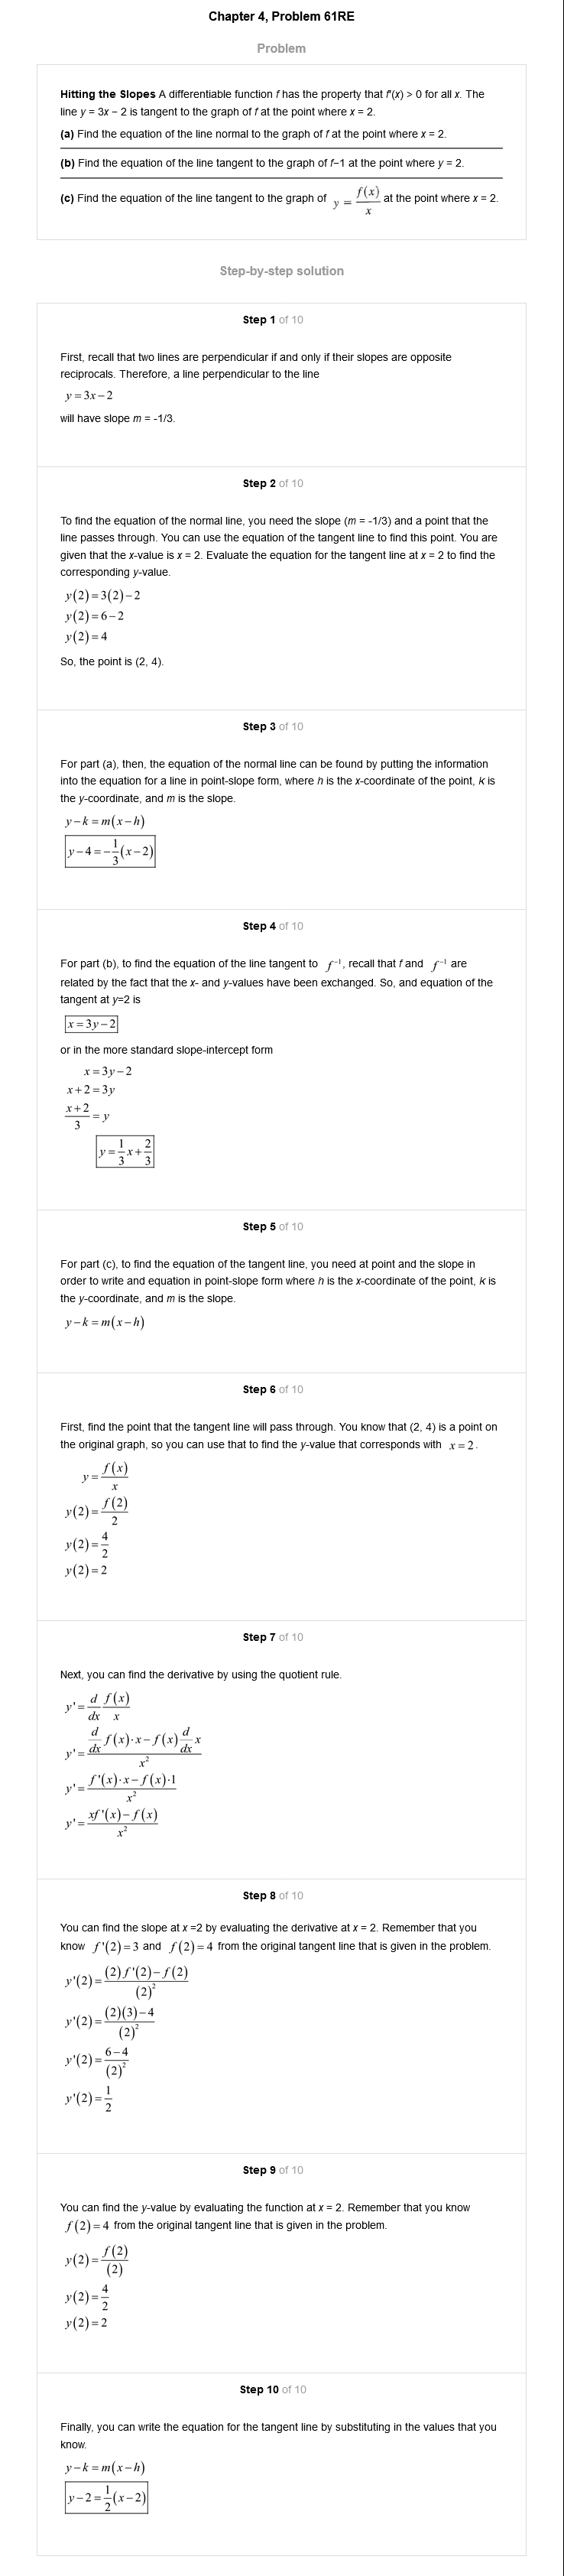 Chapter 4, Problem 61RE
Problem
Hitting the Slopes A differentiable function f has the property that f'(x) > 0 for all x. The
line y = 3x − 2 is tangent to the graph of f at the point where x = 2.
(a) Find the equation of the line normal to the graph of f at the point where x = 2.
(b) Find the equation of the line tangent to the graph of f−1 at the point where y = 2.
(c) Find the equation of the line tangent to the graph of y = f(x)/x at the point where x = 2.
Step-by-step solution
Step 1 of 10
First, recall that two lines are perpendicular if and only if their slopes are opposite
reciprocals. Therefore, a line perpendicular to the line
y = 3x − 2
will have slope m = -1/3.
Step 2 of 10
To find the equation of the normal line, you need the slope (m = -1/3) and a point that the
line passes through. You can use the equation of the tangent line to find this point. You are
given that the x-value is x = 2. Evaluate the equation for the tangent line at x = 2 to find the
corresponding y-value.
y(2) = 3(2) − 2
y(2) = 6 − 2
y(2) = 4
So, the point is (2, 4).
Step 3 of 10
For part (a), then, the equation of the normal line can be found by putting the information
into the equation for a line in point-slope form, where h is the x-coordinate of the point, k is
the y-coordinate, and m is the slope.
y − k = m(x − h)
y − 4 = −1/3(x − 2)
Step 4 of 10
For part (b), to find the equation of the line tangent to f⁻¹, recall that f and f⁻¹ are
related by the fact that the x- and y-values have been exchanged. So, and equation of the
tangent at y=2 is
x = 3y − 2
or in the more standard slope-intercept form
x = 3y − 2
x + 2 = 3y
(x + 2)/3 = y
y = 1/3 x + 2/3
Step 5 of 10
For part (c), to find the equation of the tangent line, you need at point and the slope in
order to write and equation in point-slope form where h is the x-coordinate of the point, k is
the y-coordinate, and m is the slope.
y − k = m(x − h)
Step 6 of 10
First, find the point that the tangent line will pass through. You know that (2, 4) is a point on
the original graph, so you can use that to find the y-value that corresponds with x = 2.
y = f(x)/x
y(2) = f(2)/2
y(2) = 4/2
y(2) = 2
Step 7 of 10
Next, you can find the derivative by using the quotient rule.
y' = d/dx f(x)/x
y' = (d/dx f(x)·x − f(x) d/dx x)/x²
y' = (f'(x)·x − f(x)·1)/x²
y' = (xf'(x) − f(x))/x²
Step 8 of 10
You can find the slope at x =2 by evaluating the derivative at x = 2. Remember that you
know f'(2) = 3 and f(2) = 4 from the original tangent line that is given in the problem.
y'(2) = ((2)f'(2) − f(2))/(2)²
y'(2) = ((2)(3) − 4)/(2)²
y'(2) = (6 − 4)/(2)²
y'(2) = 1/2
Step 9 of 10
You can find the y-value by evaluating the function at x = 2. Remember that you know
f(2) = 4 from the original tangent line that is given in the problem.
y(2) = f(2)/(2)
y(2) = 4/2
y(2) = 2
Step 10 of 10
Finally, you can write the equation for the tangent line by substituting in the values that you
know.
y − k = m(x − h)
y − 2 = 1/2(x − 2)